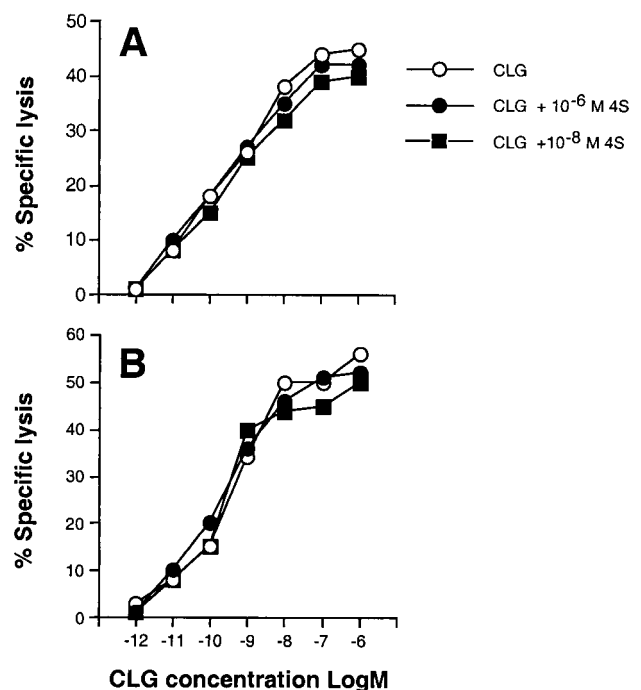 A
50
40
30
20
10
0
% Specific lysis
CLG
CLG + 10-6 M 4S
CLG +10-8 M 4S
B
60
50
40
30
20
10
0
% Specific lysis
-12 -11 -10 -9 -8 -7 -6
CLG concentration LogM